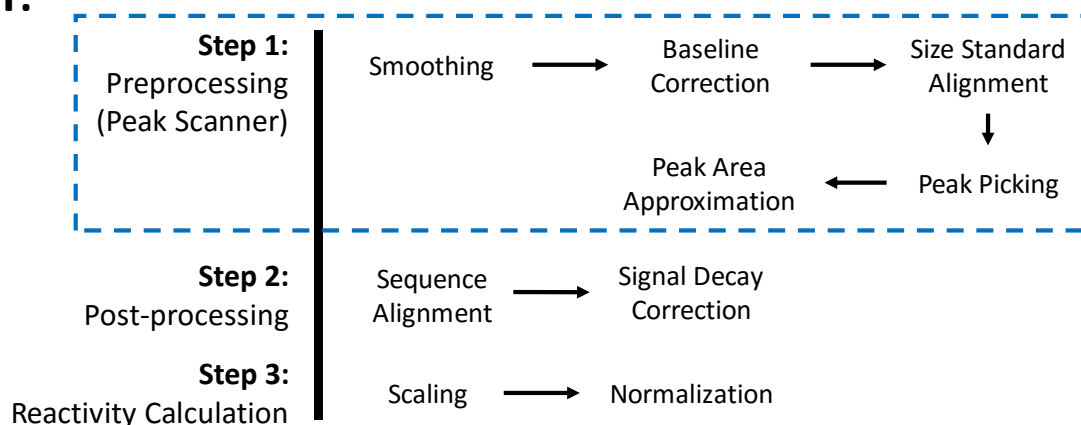 Step 1:
Preprocessing
(Peak Scanner)
Smoothing
Baseline
Correction
Size Standard
Alignment
Peak Area
Approximation
Peak Picking
Step 2:
Post-processing
Sequence
Alignment
Signal Decay
Correction
Step 3:
Reactivity Calculation
Scaling
Normalization